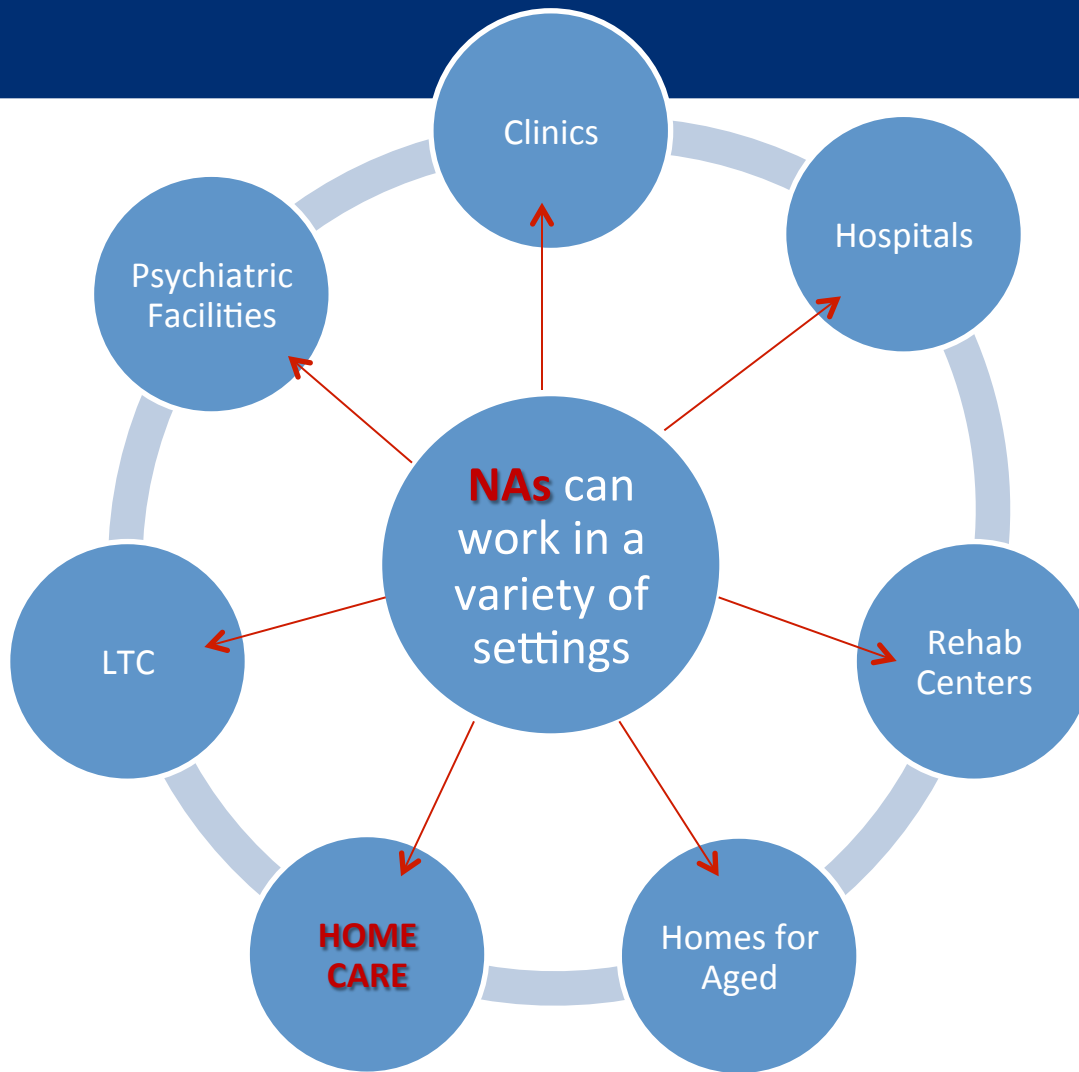 Clinics
Hospitals
Psychiatric
Facilities
NAs can
work in a
variety of
settings
LTC
Rehab
Centers
HOME
CARE
Homes for
Aged